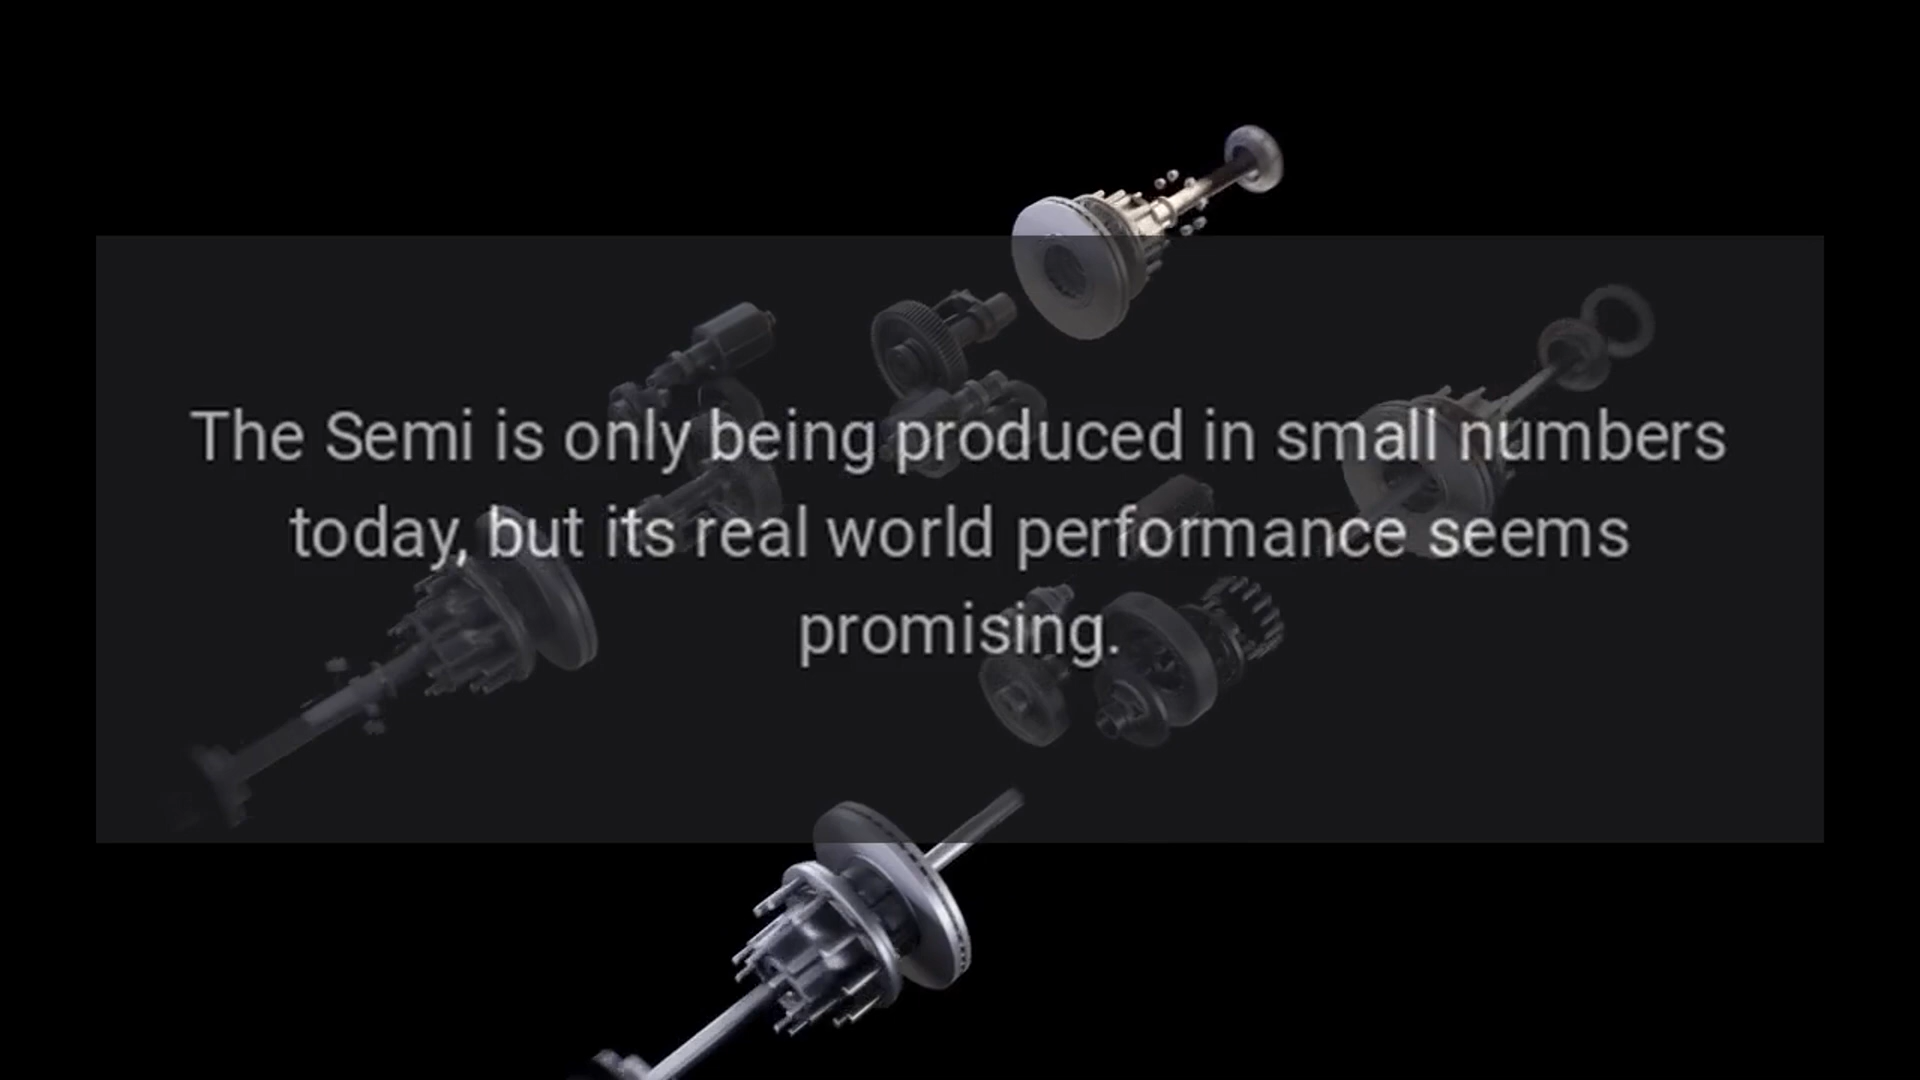 The Semi is only being produced in small numbers
today, but its real world performance seems
promising.